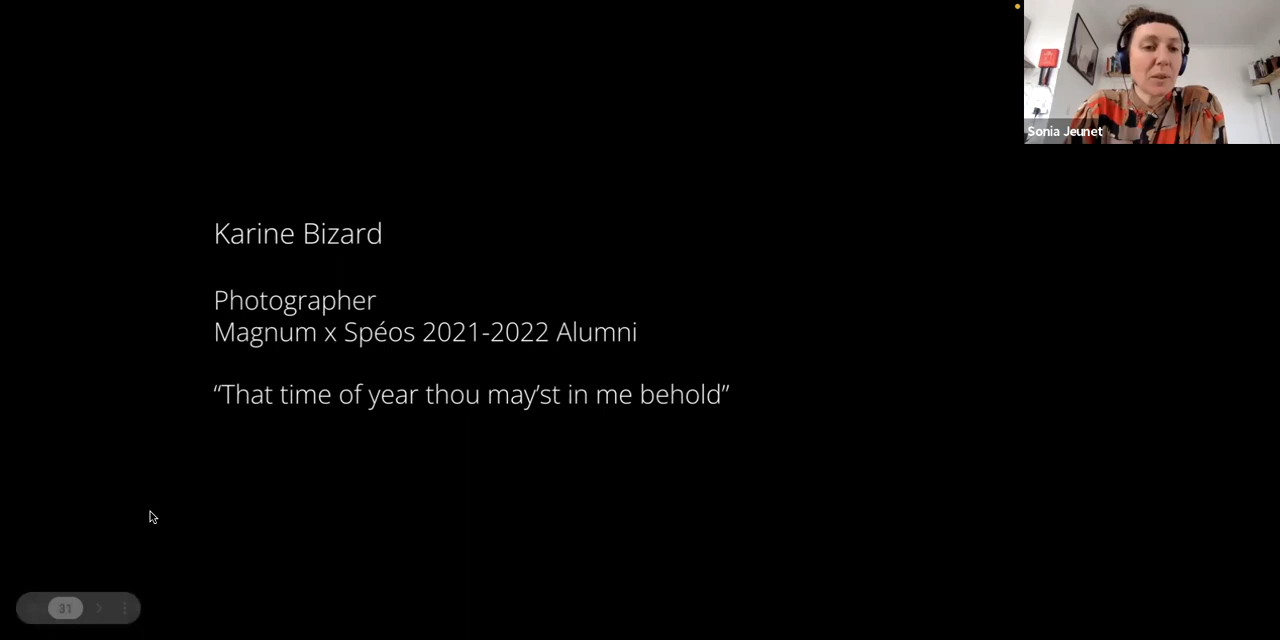 Karine Bizard
Photographer
Magnum x Spéos 2021-2022 Alumni
“That time of year thou may’st in me behold”
Sonia Jeunet
31